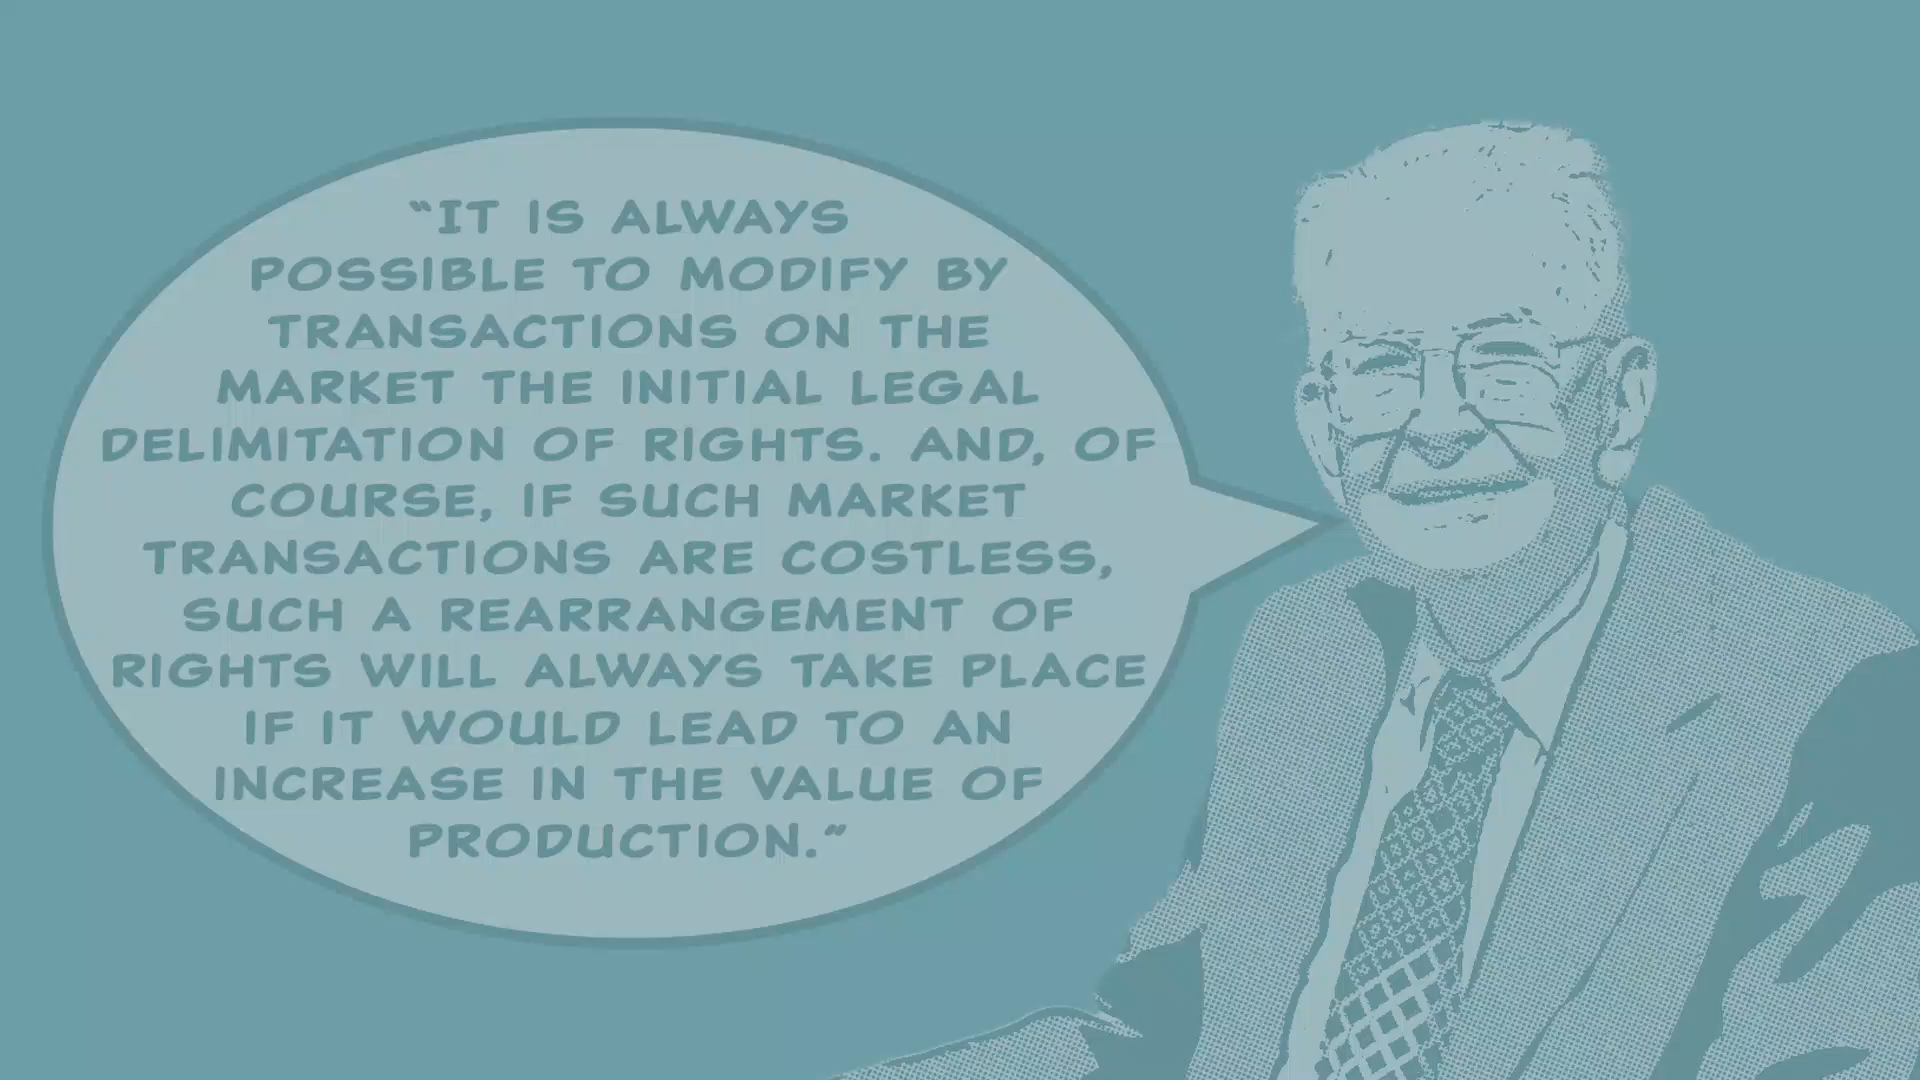 “IT IS ALWAYS
POSSIBLE TO MODIFY BY
TRANSACTIONS ON THE
MARKET THE INITIAL LEGAL
DELIMITATION OF RIGHTS. AND, OF
COURSE, IF SUCH MARKET
TRANSACTIONS ARE COSTLESS,
SUCH A REARRANGEMENT OF
RIGHTS WILL ALWAYS TAKE PLACE
IF IT WOULD LEAD TO AN
INCREASE IN THE VALUE OF
PRODUCTION.”